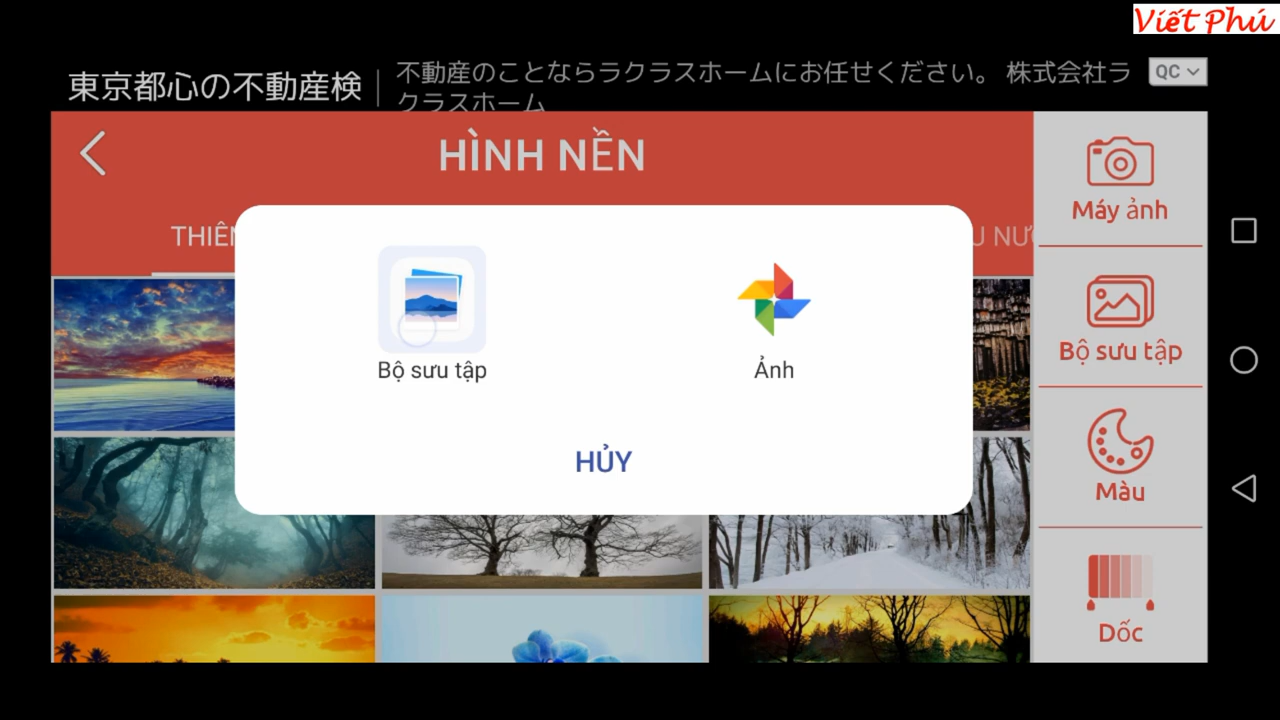 Viết Phú
東京都心の不動産検
不動産のことならラクラスホームにお任せください。 株式会社ラ
クラスホーム
QC
HÌNH NỀN
Máy ảnh
Bộ sưu tập
Ảnh
HỦY
Bộ sưu tập
Màu
Dốc